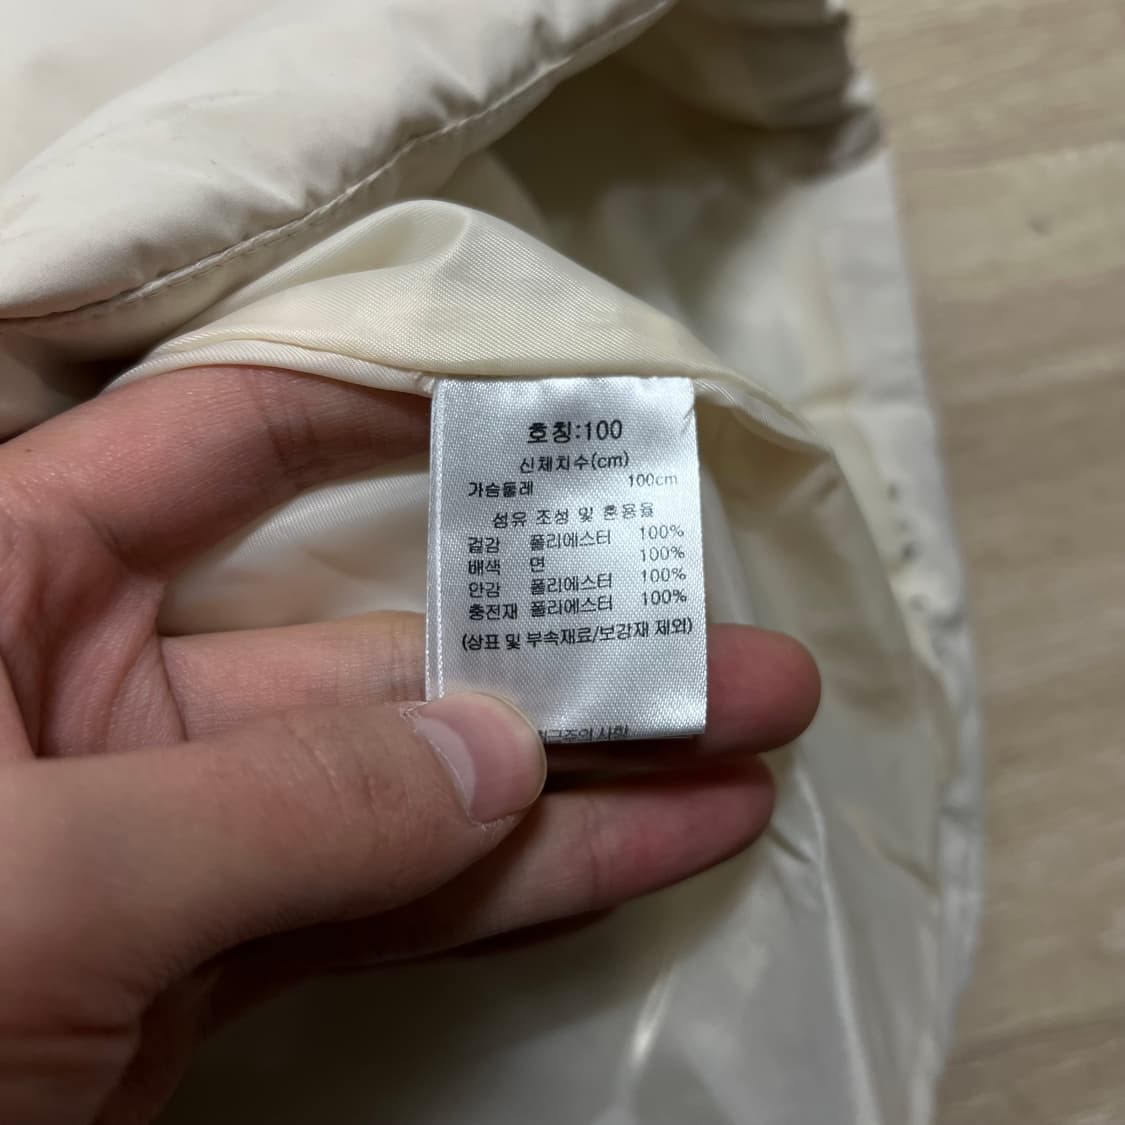 호칭:100
신체치수(cm)
가슴둘레 100cm
섬유 조성 및 혼용율
겉감 폴리에스터 100%
배색 면 100%
안감 폴리에스터 100%
충전재 폴리에스터 100%
(상표 및 부속재료/보강재 제외)
사항